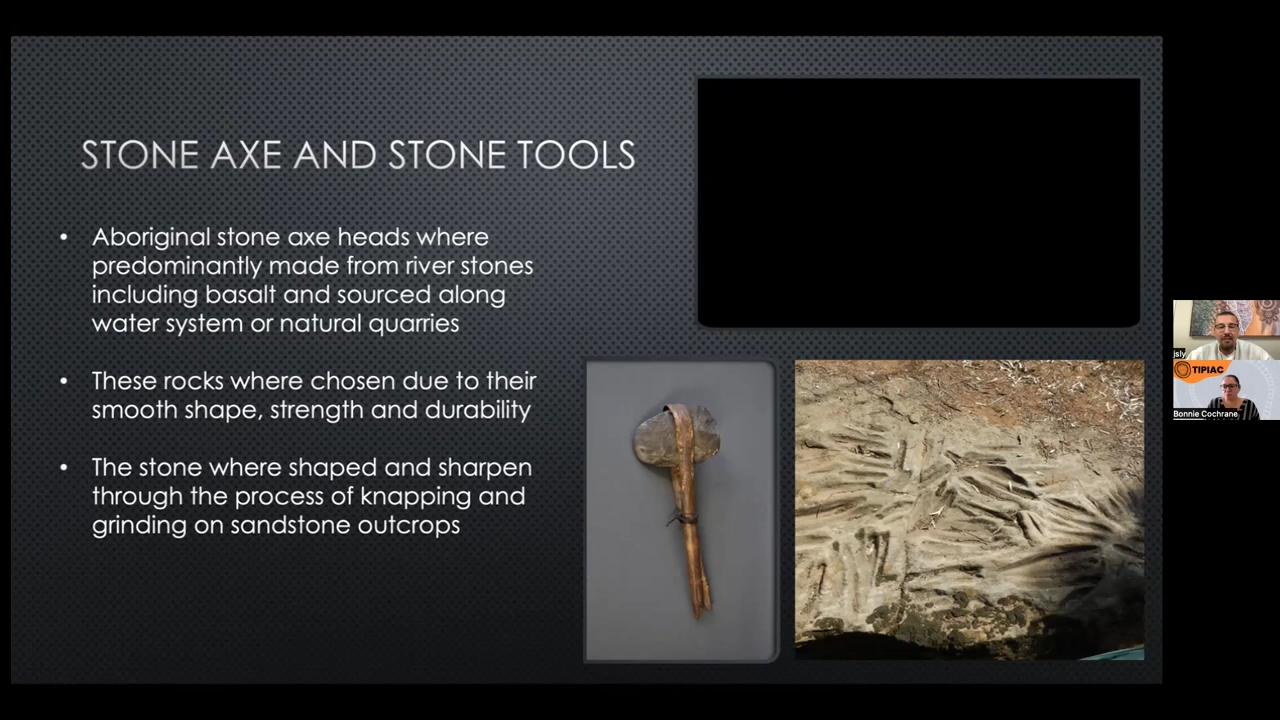 STONE AXE AND STONE TOOLS
• Aboriginal stone axe heads where
predominantly made from river stones
including basalt and sourced along
water system or natural quarries
• These rocks where chosen due to their
smooth shape, strength and durability
• The stone where shaped and sharpen
through the process of knapping and
grinding on sandstone outcrops
jsly
TIPIAC
Bonnie Cochrane